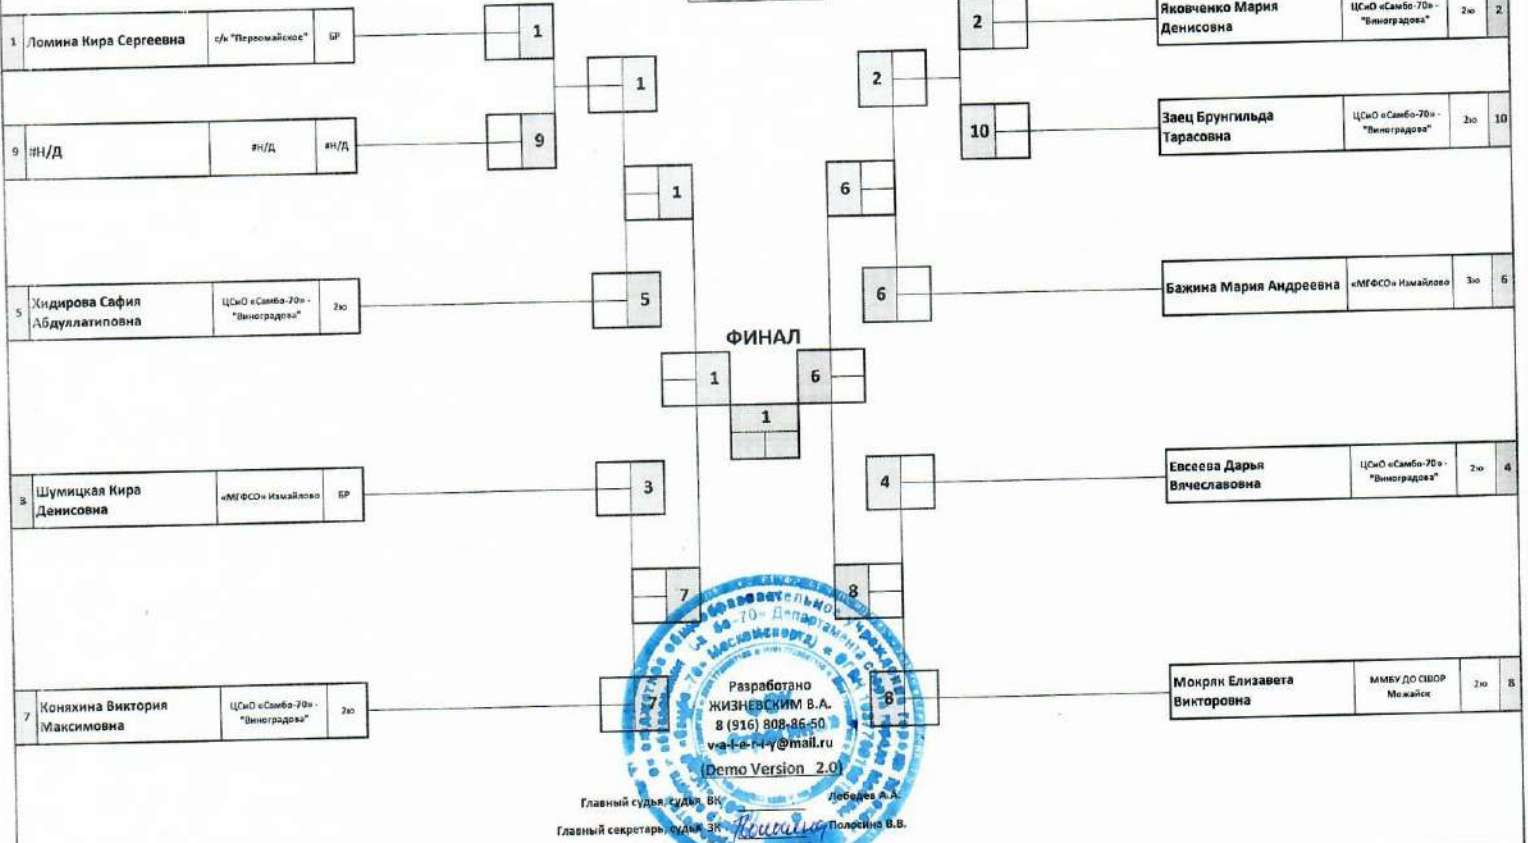 1 Ломина Кира Сергеевна с/к "Первомайское" БР
1
2
Яковченко Мария ЦСиО «Самбо-70» - 2ю 2
Денисовна "Виноградова"
1
2
9 #Н/Д #Н/Д #Н/Д
9
10
Заец Брунгильда ЦСиО «Самбо-70» - 2ю 10
Тарасовна "Виноградова"
1
6
5 Хидирова Сафия ЦСиО «Самбо-70» - 2ю
Абдуллатиповна "Виноградова"
5
6
Бажина Мария Андреевна «МГФСО» Измайлово 3ю 6
ФИНАЛ
1
6
1
3 Шумицкая Кира «МГФСО» Измайлово БР
Денисовна
3
4
Евсеева Дарья ЦСиО «Самбо-70» - 2ю 4
Вячеславовна "Виноградова"
7
8
7 Коняхина Виктория ЦСиО «Самбо-70» - 2ю
Максимовна "Виноградова"
7
8
Мокряк Елизавета ММБУ ДО СШОР 2ю 8
Викторовна Можайск
Разработано
ЖИЗНЕВСКИМ В.А.
8 (916) 808-86-50
v-a-l-e-r-i-y@mail.ru
(Demo Version 2.0)
Главный судья, судья ВК Лебедев А.А.
Главный секретарь, судья ЗК Полосина В.В.